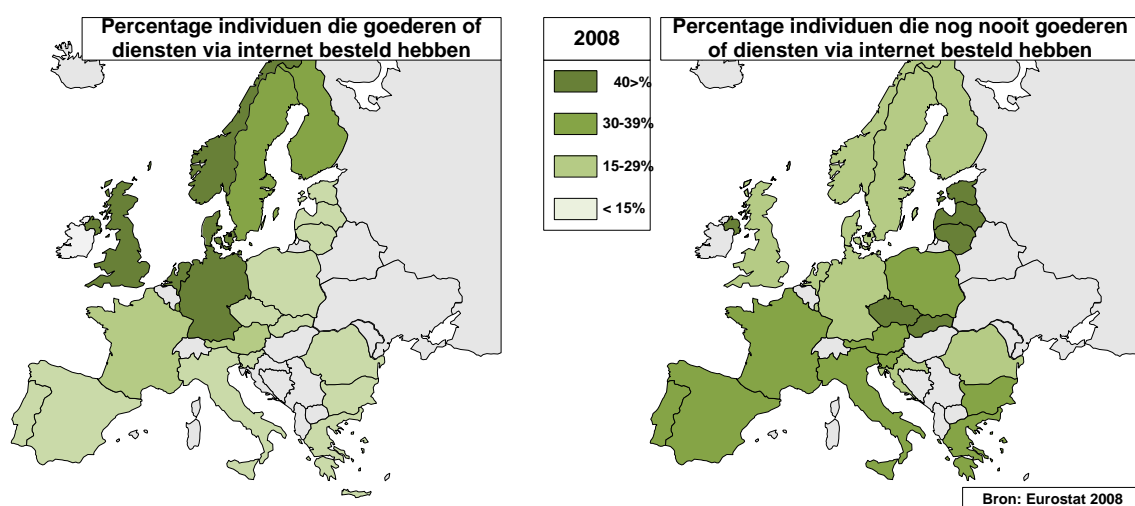 Percentage individuen die goederen of
diensten via internet besteld hebben
2008
40>%
30-39%
15-29%
< 15%
Percentage individuen die nog nooit goederen
of diensten via internet besteld hebben
Bron: Eurostat 2008